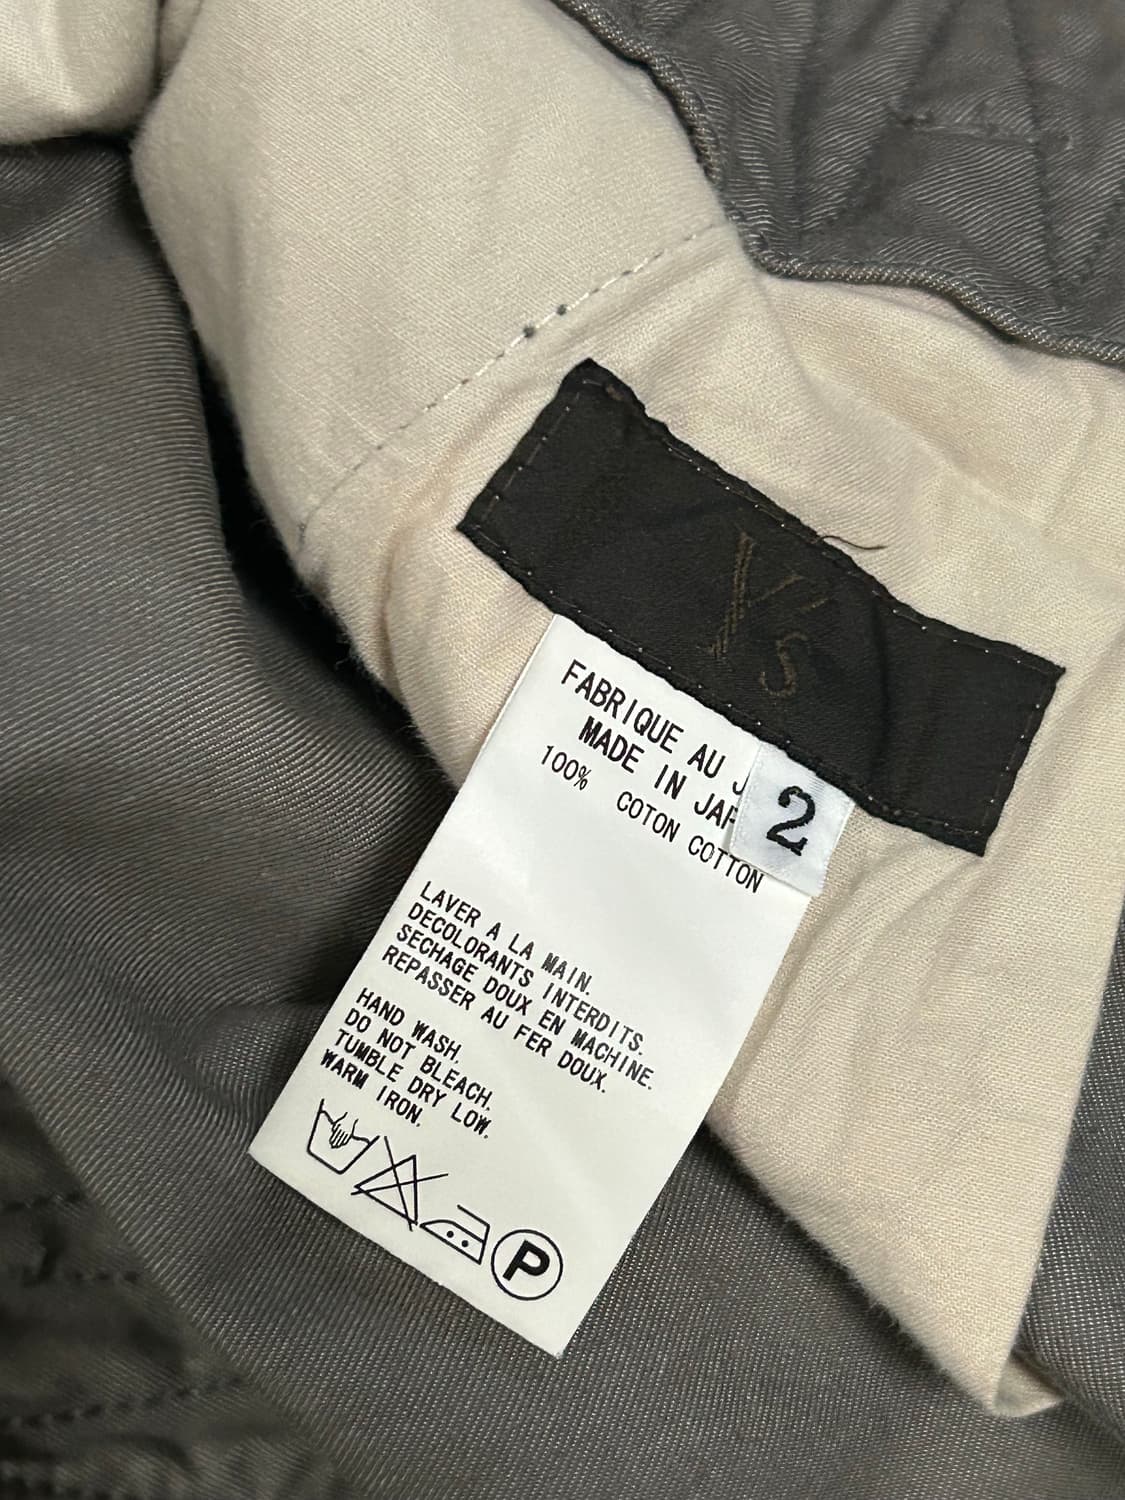 Y's
FABRIQUE AU J
MADE IN JAP
2
100% COTON COTTON
LAVER A LA MAIN.
DECOLORANTS INTERDITS.
SECHAGE DOUX EN MACHINE.
REPASSER AU FER DOUX.
HAND WASH.
DO NOT BLEACH.
TUMBLE DRY LOW.
WARM IRON.
P